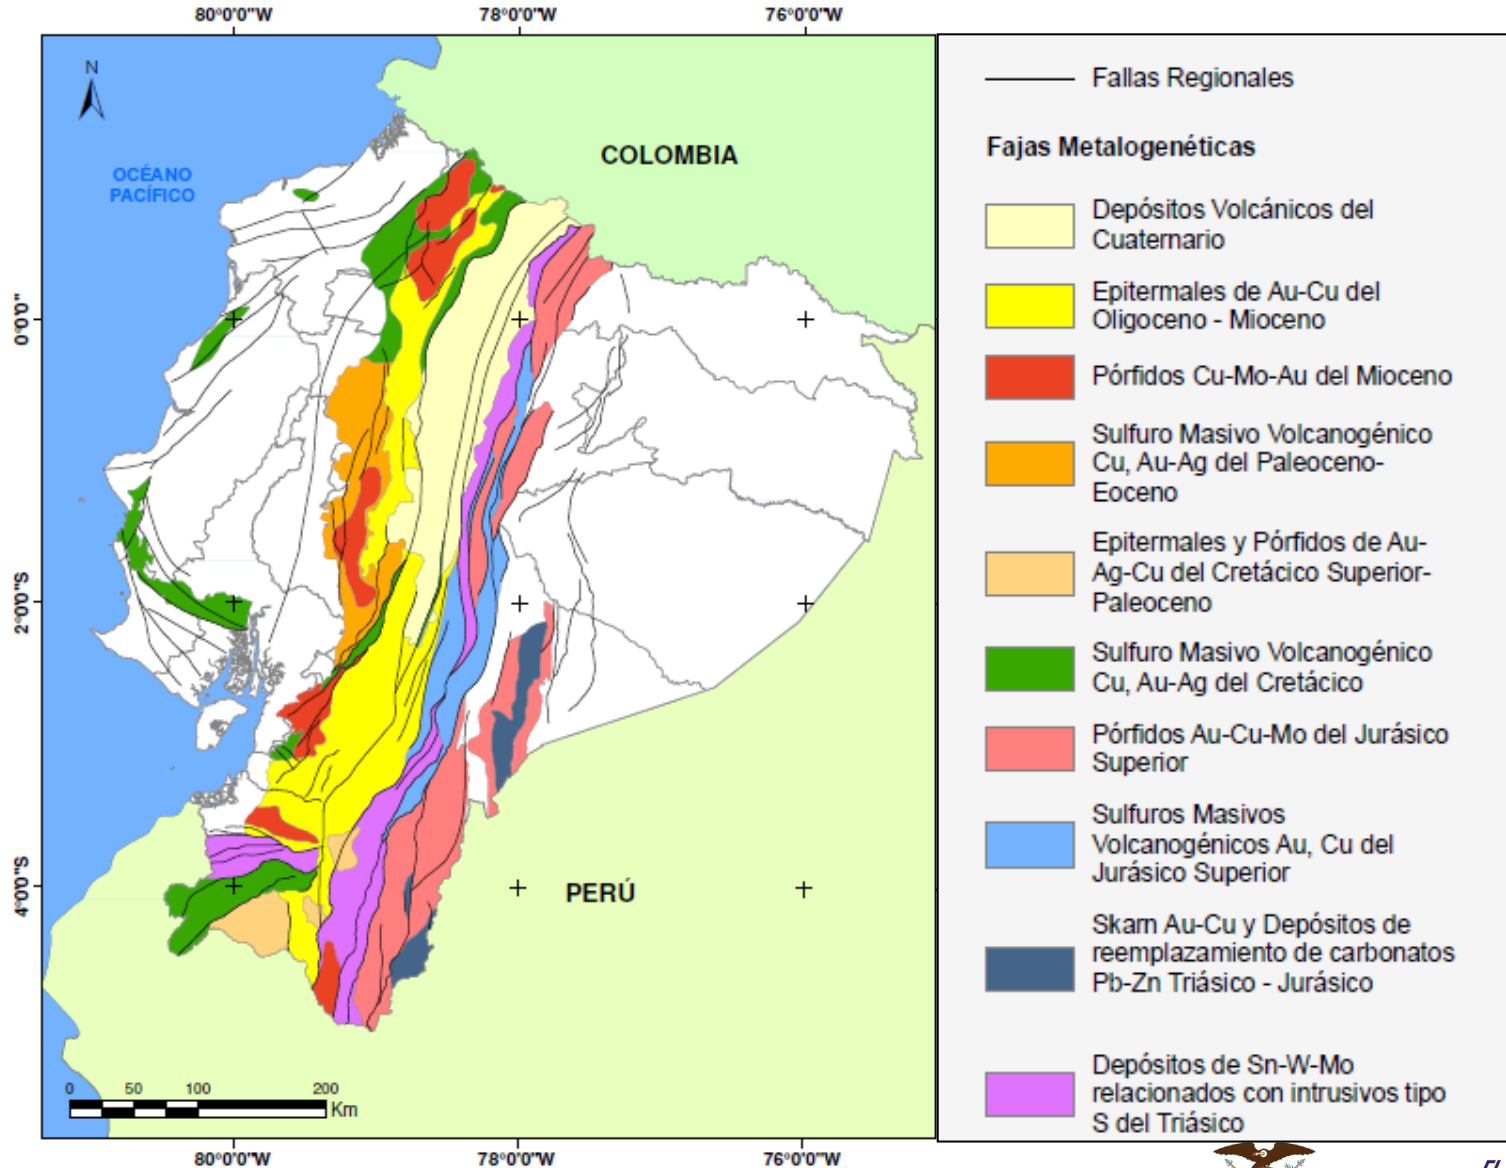 80°0'0"W
78°0'0"W
76°0'0"W
N
OCÉANO
PACÍFICO
COLOMBIA
PERÚ
0°0'0"
2°0'0"S
4°0'0"S
0
50
100
200
Km
80°0'0"W
78°0'0"W
76°0'0"W
Fallas Regionales
Fajas Metalogenéticas
Depósitos Volcánicos del
Cuaternario
Epitermales de Au-Cu del
Oligoceno - Mioceno
Pórfidos Cu-Mo-Au del Mioceno
Sulfuro Masivo Volcanogénico
Cu, Au-Ag del Paleoceno-
Eoceno
Epitermales y Pórfidos de Au-
Ag-Cu del Cretácico Superior-
Paleoceno
Sulfuro Masivo Volcanogénico
Cu, Au-Ag del Cretácico
Pórfidos Au-Cu-Mo del Jurásico
Superior
Sulfuros Masivos
Volcanogénicos Au, Cu del
Jurásico Superior
Skarn Au-Cu y Depósitos de
reemplazamiento de carbonatos
Pb-Zn Triásico - Jurásico
Depósitos de Sn-W-Mo
relacionados con intrusivos tipo
S del Triásico